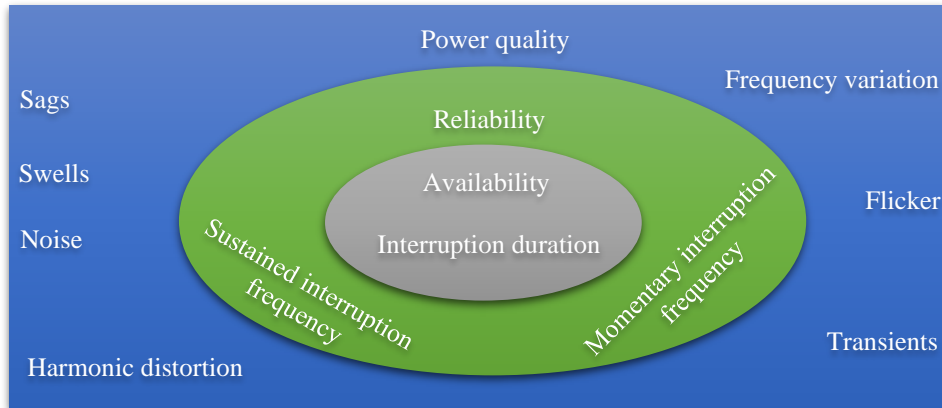 Power quality
Frequency variation
Sags
Reliability
Swells
Availability
Flicker
Noise
Interruption duration
Sustained interruption
frequency
Momentary interruption
frequency
Transients
Harmonic distortion